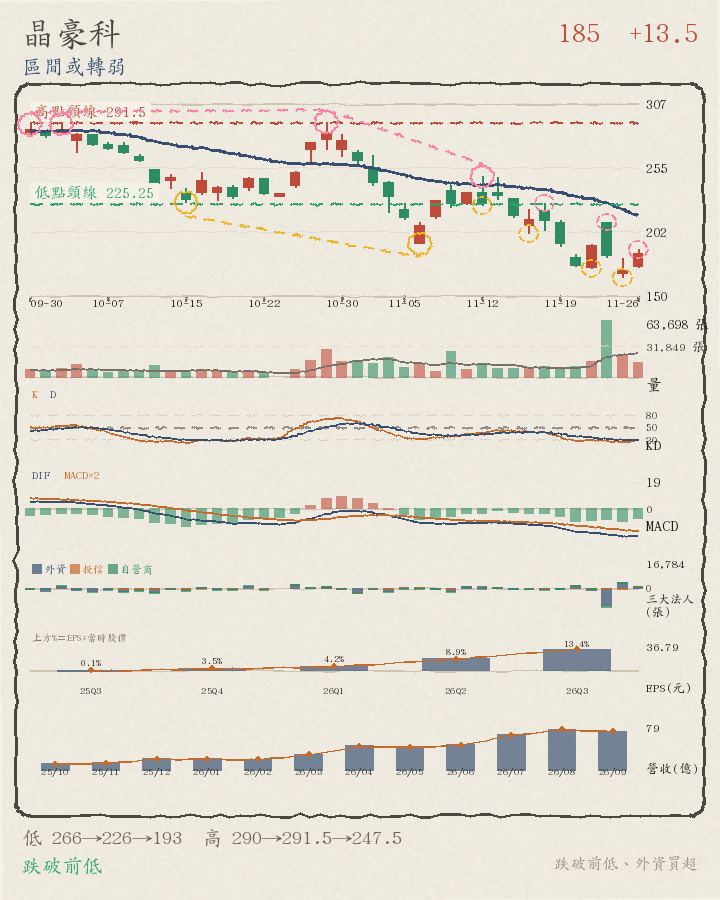 晶豪科
185 +13.5
區間或轉弱
高點頸線 291.5
低點頸線 225.25
307
255
202
150
09-30 10-07 10-15 10-22 10-30 11-05 11-12 11-19 11-26
63,698 張
31,849 張
量
K D
80
50
20
KD
DIF MACD×2
19
0
MACD
外資 投信 自營商
16,784
0
三大法人
(張)
上方%=EPS÷當時股價
0.1% 3.5% 4.2% 8.9% 13.4%
36.79
25Q3 25Q4 26Q1 26Q2 26Q3
EPS(元)
79
25/10 25/11 25/12 26/01 26/02 26/03 26/04 26/05 26/06 26/07 26/08 26/09
營收(億)
低 266→226→193 高 290→291.5→247.5
跌破前低
跌破前低、外資買超